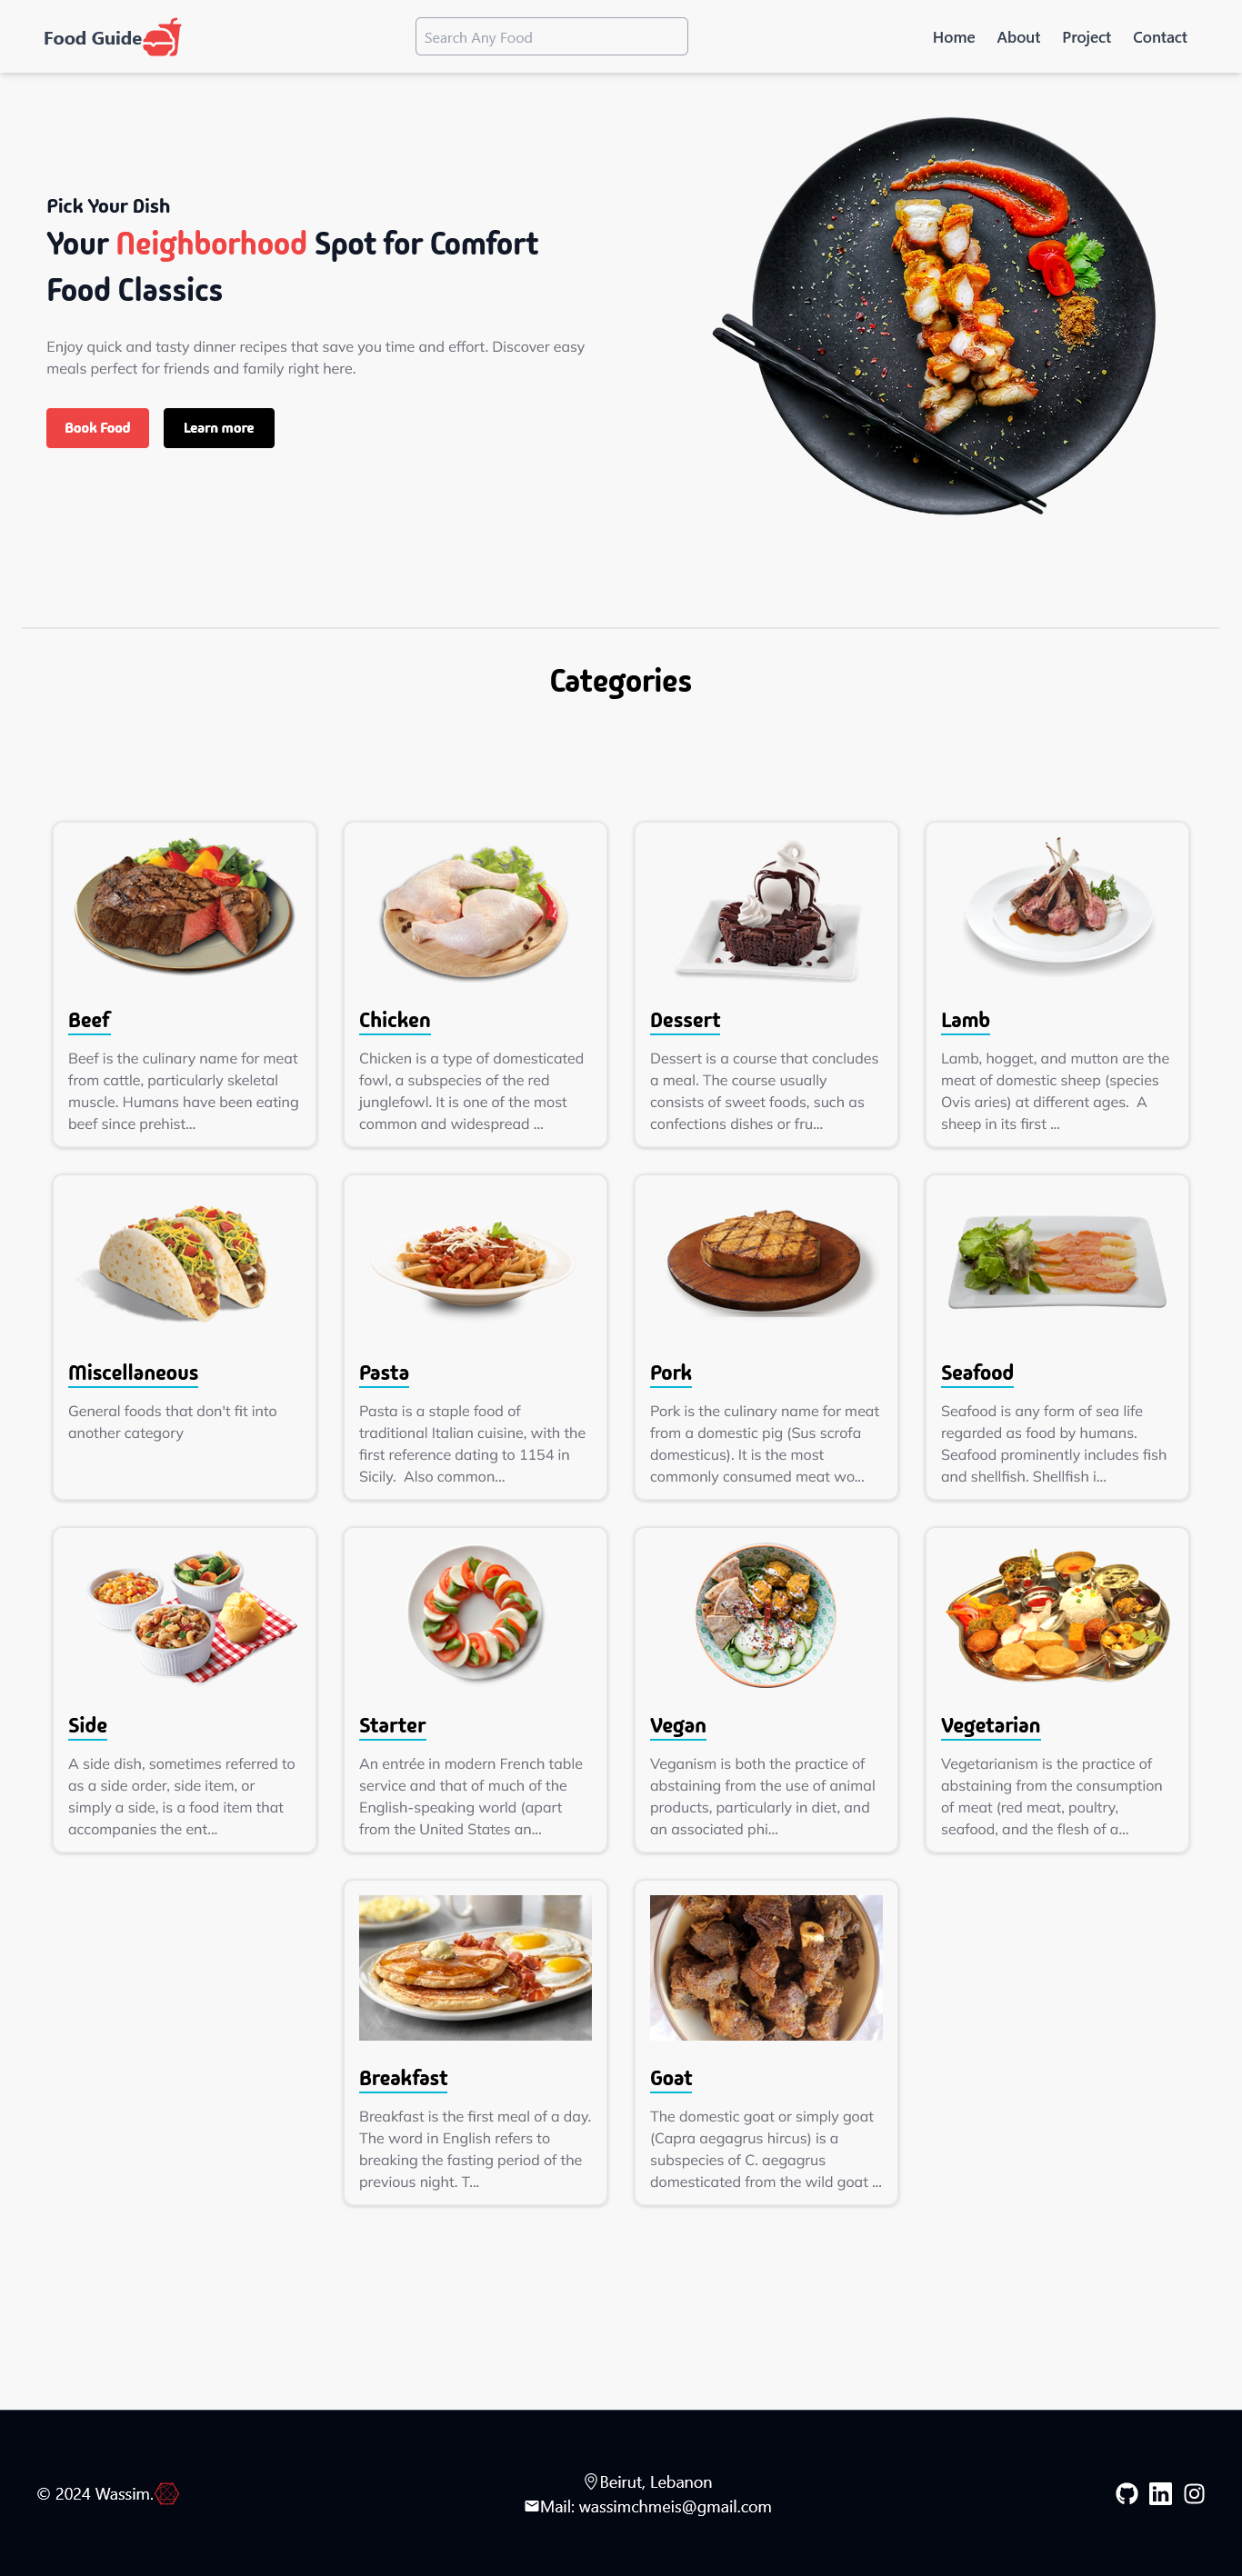 Food Guide
Search Any Food
Home About Project Contact
Pick Your Dish
Your Neighborhood Spot for Comfort
Food Classics
Enjoy quick and tasty dinner recipes that save you time and effort. Discover easy
meals perfect for friends and family right here.
Book Food Learn more
Categories
Beef
Beef is the culinary name for meat
from cattle, particularly skeletal
muscle. Humans have been eating
beef since prehist...
Chicken
Chicken is a type of domesticated
fowl, a subspecies of the red
junglefowl. It is one of the most
common and widespread ...
Dessert
Dessert is a course that concludes
a meal. The course usually
consists of sweet foods, such as
confections dishes or fru...
Lamb
Lamb, hogget, and mutton are the
meat of domestic sheep (species
Ovis aries) at different ages.  A
sheep in its first ...
Miscellaneous
General foods that don't fit into
another category
Pasta
Pasta is a staple food of
traditional Italian cuisine, with the
first reference dating to 1154 in
Sicily.  Also common...
Pork
Pork is the culinary name for meat
from a domestic pig (Sus scrofa
domesticus). It is the most
commonly consumed meat wo...
Seafood
Seafood is any form of sea life
regarded as food by humans.
Seafood prominently includes fish
and shellfish. Shellfish i...
Side
A side dish, sometimes referred to
as a side order, side item, or
simply a side, is a food item that
accompanies the ent...
Starter
An entrée in modern French table
service and that of much of the
English-speaking world (apart
from the United States an...
Vegan
Veganism is both the practice of
abstaining from the use of animal
products, particularly in diet, and
an associated phi...
Vegetarian
Vegetarianism is the practice of
abstaining from the consumption
of meat (red meat, poultry,
seafood, and the flesh of a...
Breakfast
Breakfast is the first meal of a day.
The word in English refers to
breaking the fasting period of the
previous night. T...
Goat
The domestic goat or simply goat
(Capra aegagrus hircus) is a
subspecies of C. aegagrus
domesticated from the wild goat ...
© 2024 Wassim.
Beirut, Lebanon
Mail: wassimchmeis@gmail.com